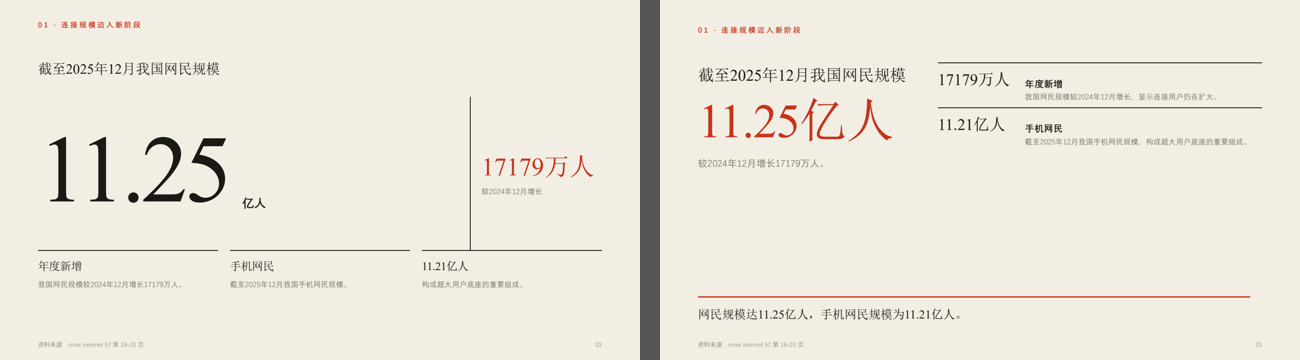 01 · 连接规模迈入新阶段
截至2025年12月我国网民规模
11.25 亿人
17179万人
较2024年12月增长
年度新增
我国网民规模较2024年12月增长17179万人。
手机网民
截至2025年12月我国手机网民规模。
11.21亿人
构成超大用户底座的重要组成。
资料来源：cnnic internet 57 第 19-20 页
03
01 · 连接规模迈入新阶段
截至2025年12月我国网民规模
11.25亿人
较2024年12月增长17179万人。
17179万人
年度新增
我国网民规模较2024年12月增长，显示连接用户仍在扩大。
11.21亿人
手机网民
截至2025年12月我国手机网民规模，构成超大用户底座的重要组成。
网民规模达11.25亿人，手机网民规模为11.21亿人。
资料来源：cnnic internet 57 第 19-20 页
03